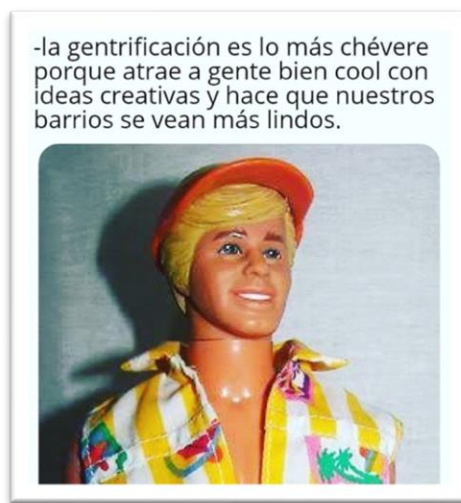 -la gentrificación es lo más chévere
porque atrae a gente bien cool con
ideas creativas y hace que nuestros
barrios se vean más lindos.